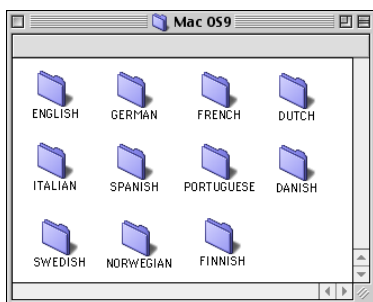 Mac OS9
ENGLISH GERMAN FRENCH DUTCH
ITALIAN SPANISH PORTUGUESE DANISH
SWEDISH NORWEGIAN FINNISH